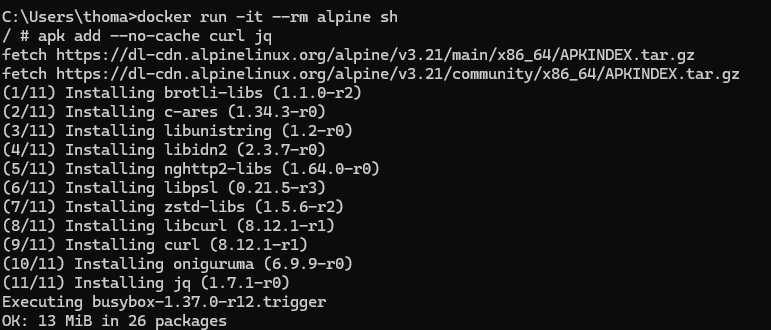 C:\Users\thoma>docker run -it --rm alpine sh
/ # apk add --no-cache curl jq
fetch https://dl-cdn.alpinelinux.org/alpine/v3.21/main/x86_64/APKINDEX.tar.gz
fetch https://dl-cdn.alpinelinux.org/alpine/v3.21/community/x86_64/APKINDEX.tar.gz
(1/11) Installing brotli-libs (1.1.0-r2)
(2/11) Installing c-ares (1.34.3-r0)
(3/11) Installing libunistring (1.2-r0)
(4/11) Installing libidn2 (2.3.7-r0)
(5/11) Installing nghttp2-libs (1.64.0-r0)
(6/11) Installing libpsl (0.21.5-r3)
(7/11) Installing zstd-libs (1.5.6-r2)
(8/11) Installing libcurl (8.12.1-r1)
(9/11) Installing curl (8.12.1-r1)
(10/11) Installing oniguruma (6.9.9-r0)
(11/11) Installing jq (1.7.1-r0)
Executing busybox-1.37.0-r12.trigger
OK: 13 MiB in 26 packages